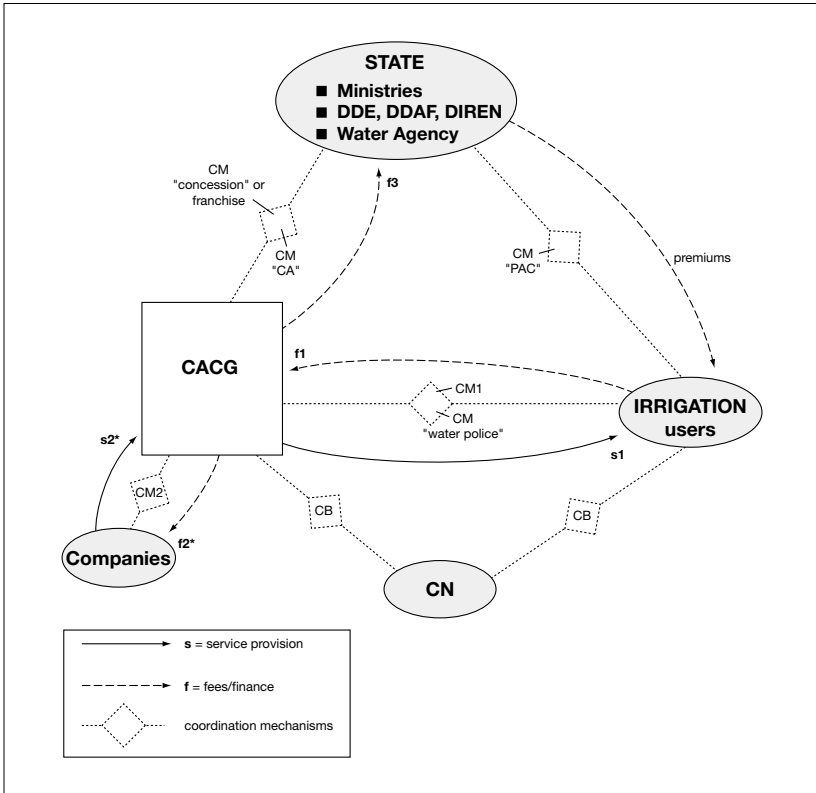 STATE
■ Ministries
■ DDE, DDAF, DIREN
■ Water Agency
CM
"concession" or
franchise
CM
"CA"
f3
CM
"PAC"
premiums
CACG
f1
CM1
CM
"water police"
IRRIGATION
users
s1
s2*
CM2
f2*
Companies
CB
CB
CN
s = service provision
f = fees/finance
coordination mechanisms